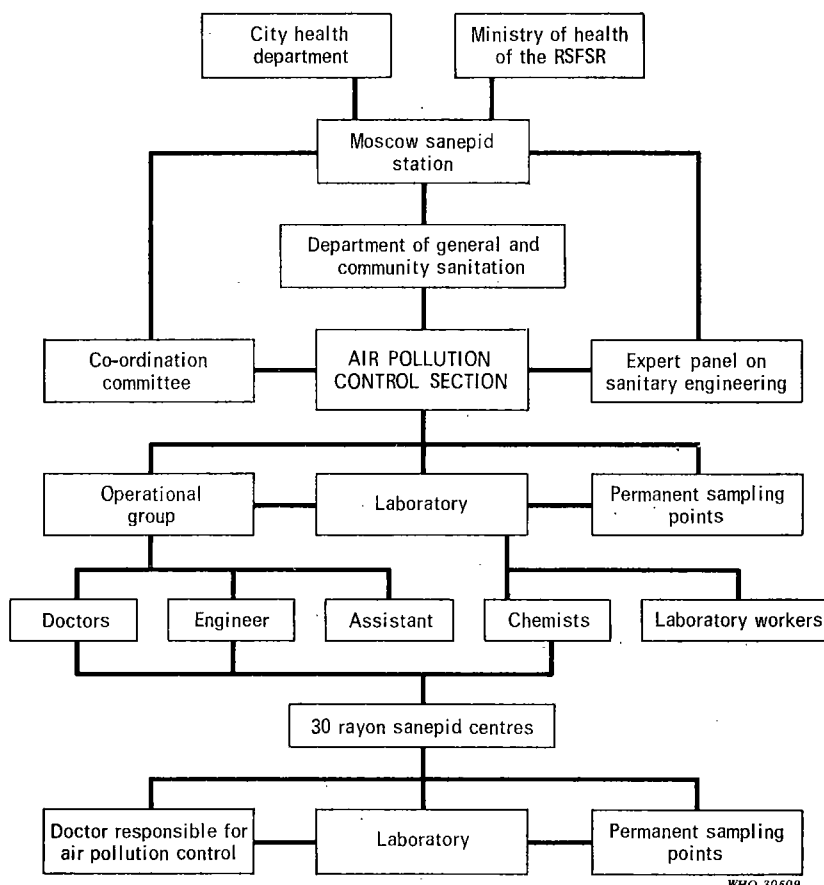 City health
department
Ministry of health
of the RSFSR
Moscow sanepid
station
Department of general and
community sanitation
Co-ordination
committee
AIR POLLUTION
CONTROL SECTION
Expert panel on
sanitary engineering
Operational
group
Laboratory
Permanent sampling
points
Doctors
Engineer
Assistant
Chemists
Laboratory workers
30 rayon sanepid centres
Doctor responsible for
air pollution control
Laboratory
Permanent sampling
points
WHO 30609